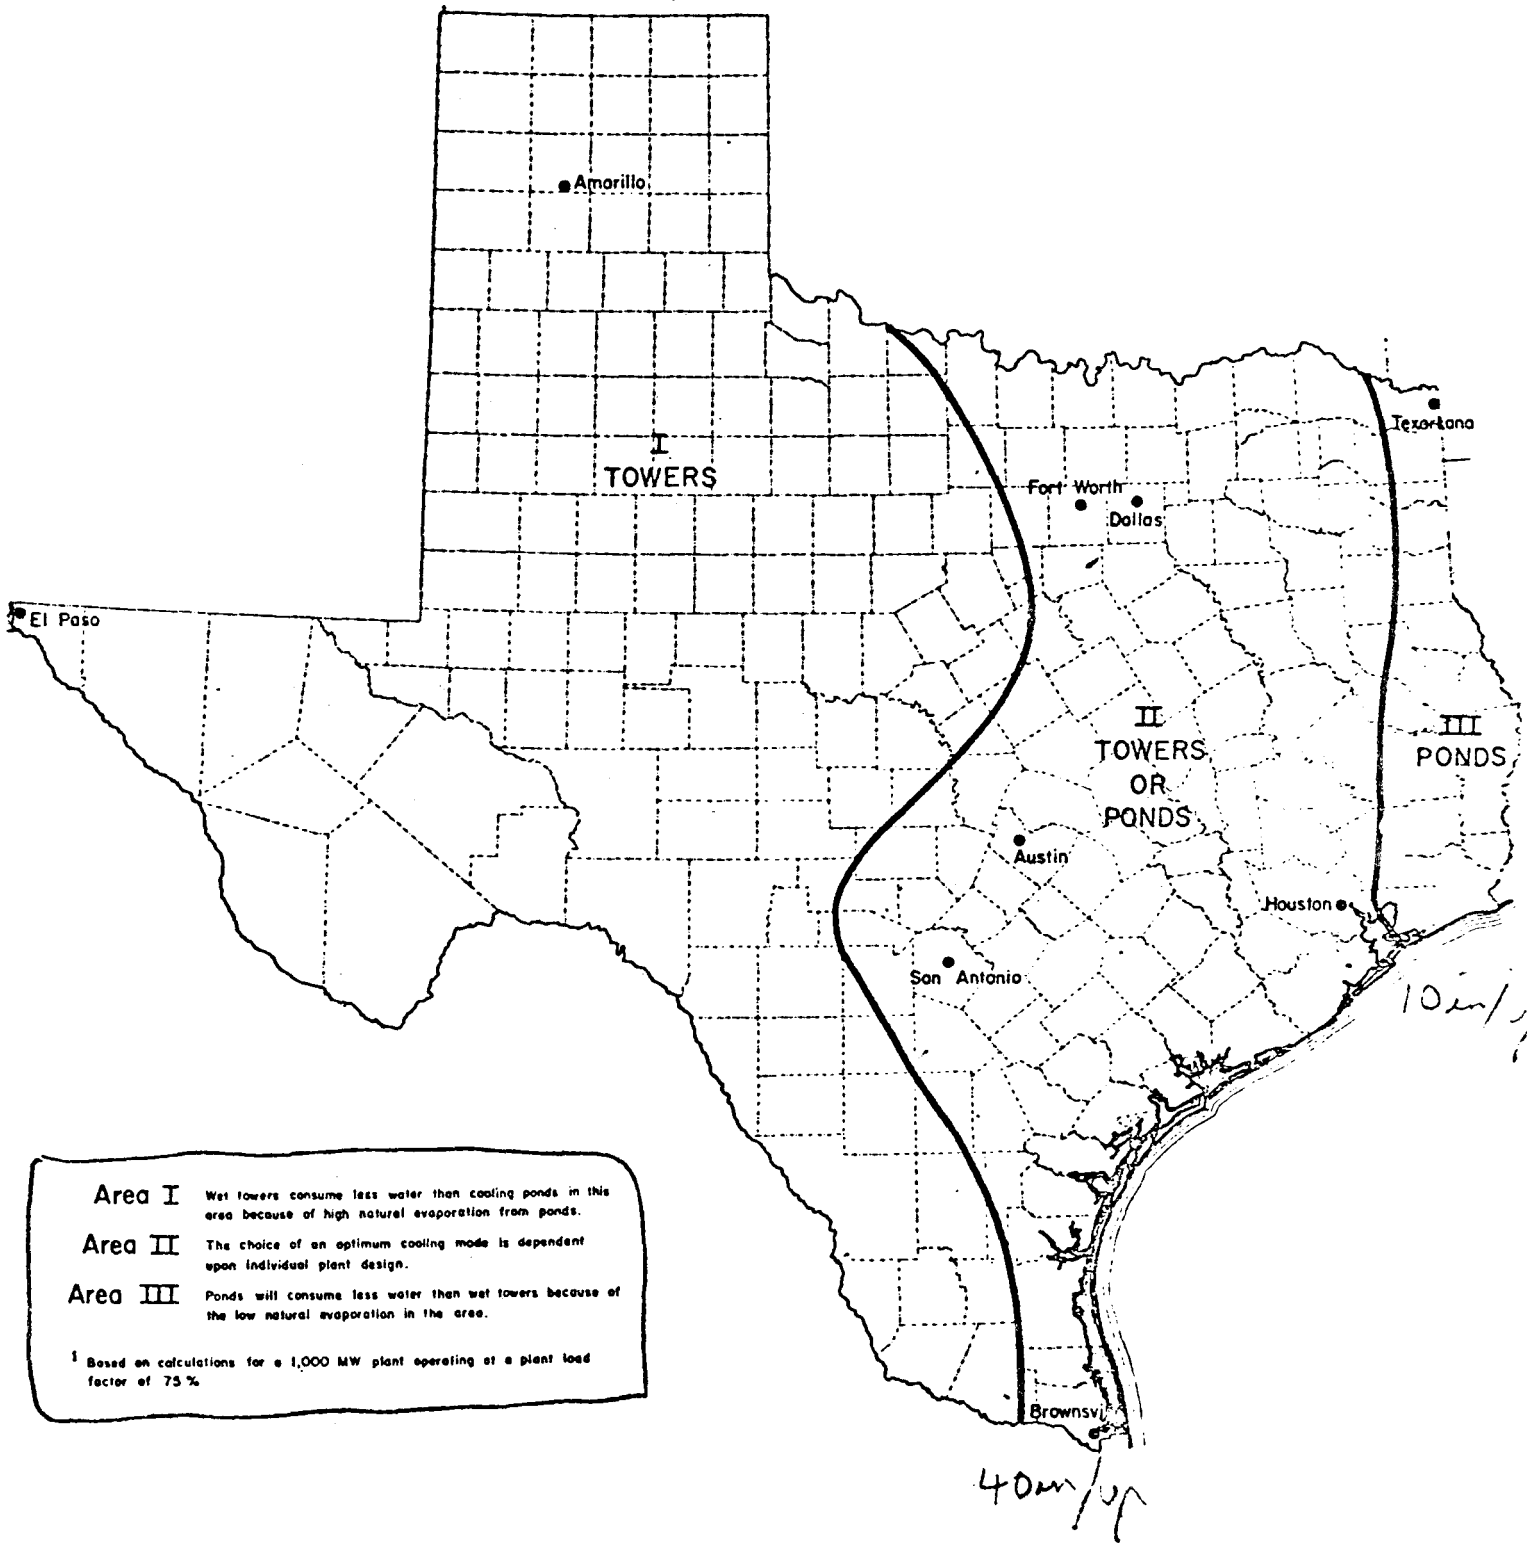 Amarillo
I
TOWERS
Texarkana
Fort Worth
Dallas
El Paso
II
TOWERS
OR
PONDS
III
PONDS
Austin
Houston
San Antonio
10in/
Area I Wet towers consume less water than cooling ponds in this
area because of high natural evaporation from ponds.
Area II The choice of an optimum cooling mode is dependent
upon individual plant design.
Area III Ponds will consume less water than wet towers because of
the low natural evaporation in the area.
1 Based on calculations for a 1,000 MW plant operating at a plant load
factor of 75 %
Brownsvi
40in/yr